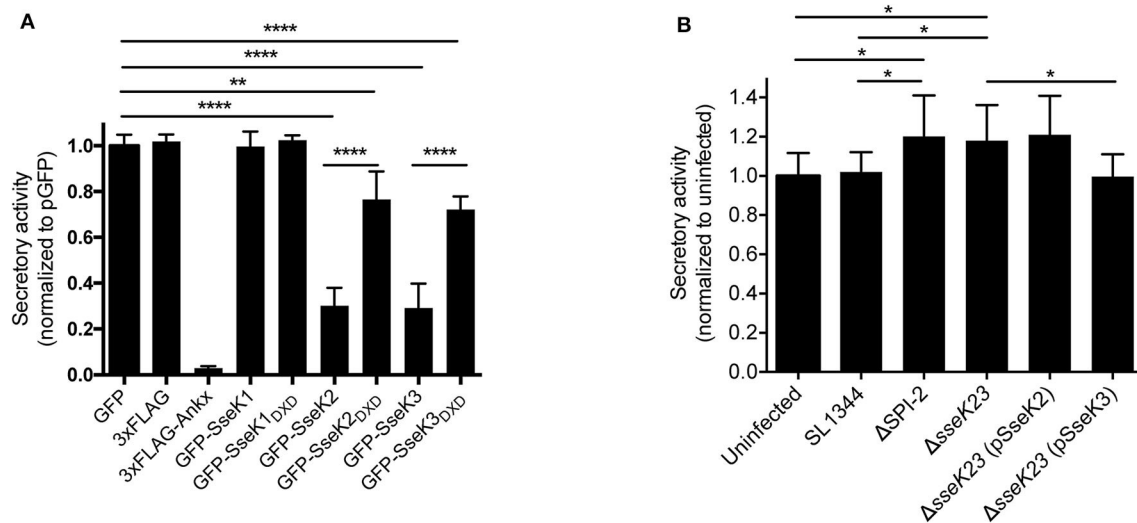 A
****
****
**
****
****
****
Secretory activity
(normalized to pGFP)
1.0
0.8
0.6
0.4
0.2
0.0
GFP
3xFLAG
3xFLAG-Ankx
GFP-SseK1
GFP-SseK1DXD
GFP-SseK2
GFP-SseK2DXD
GFP-SseK3
GFP-SseK3DXD
B
*
*
*
*
*
Secretory activity
(normalized to uninfected)
1.4
1.2
1.0
0.8
0.6
0.4
0.2
0.0
Uninfected
SL1344
ΔSPI-2
ΔsseK23
ΔsseK23 (pSseK2)
ΔsseK23 (pSseK3)